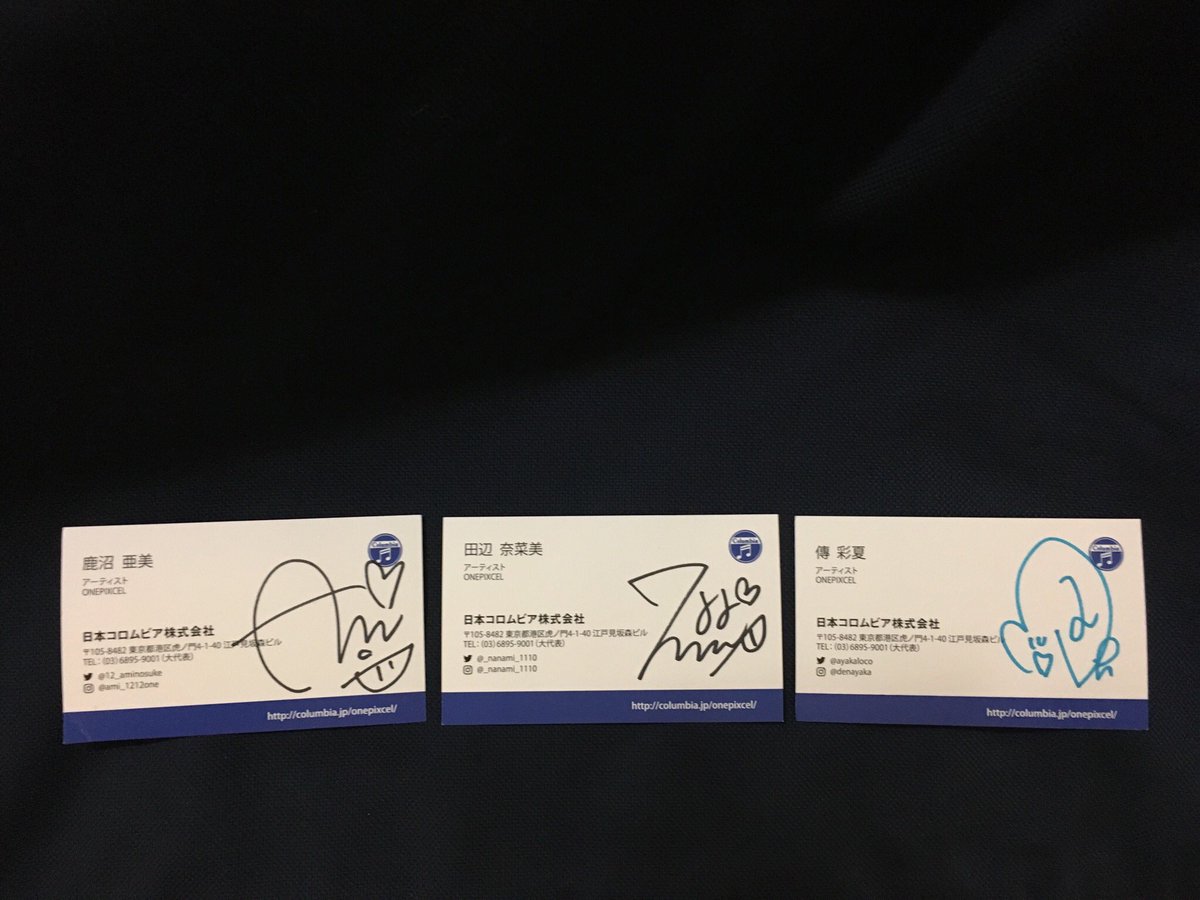 鹿沼 亜美
アーティスト
ONEPIXCEL
Columbia
日本コロムビア株式会社
〒105-8482 東京都港区虎ノ門4-1-40 江戸見坂森ビル
TEL：(03)6895-9001（大代表）
@12_aminosuke
@ami_1212one
http://columbia.jp/onepixcel/
田辺 奈菜美
アーティスト
ONEPIXCEL
Columbia
日本コロムビア株式会社
〒105-8482 東京都港区虎ノ門4-1-40 江戸見坂森ビル
TEL：(03)6895-9001（大代表）
@_nanami_1110
@_nanami_1110
http://columbia.jp/onepixcel/
傳 彩夏
アーティスト
ONEPIXCEL
Columbia
日本コロムビア株式会社
〒105-8482 東京都港区虎ノ門4-1-40 江戸見坂森ビル
TEL：(03)6895-9001（大代表）
@ayakaloco
@denayaka
http://columbia.jp/onepixcel/